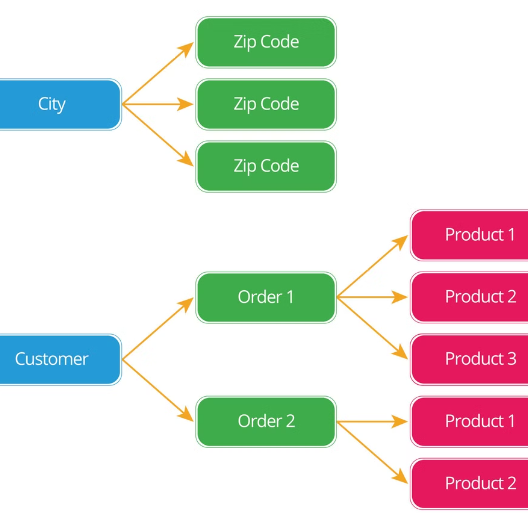 Zip Code
City
Zip Code
Zip Code
Product 1
Order 1
Product 2
Customer
Product 3
Order 2
Product 1
Product 2